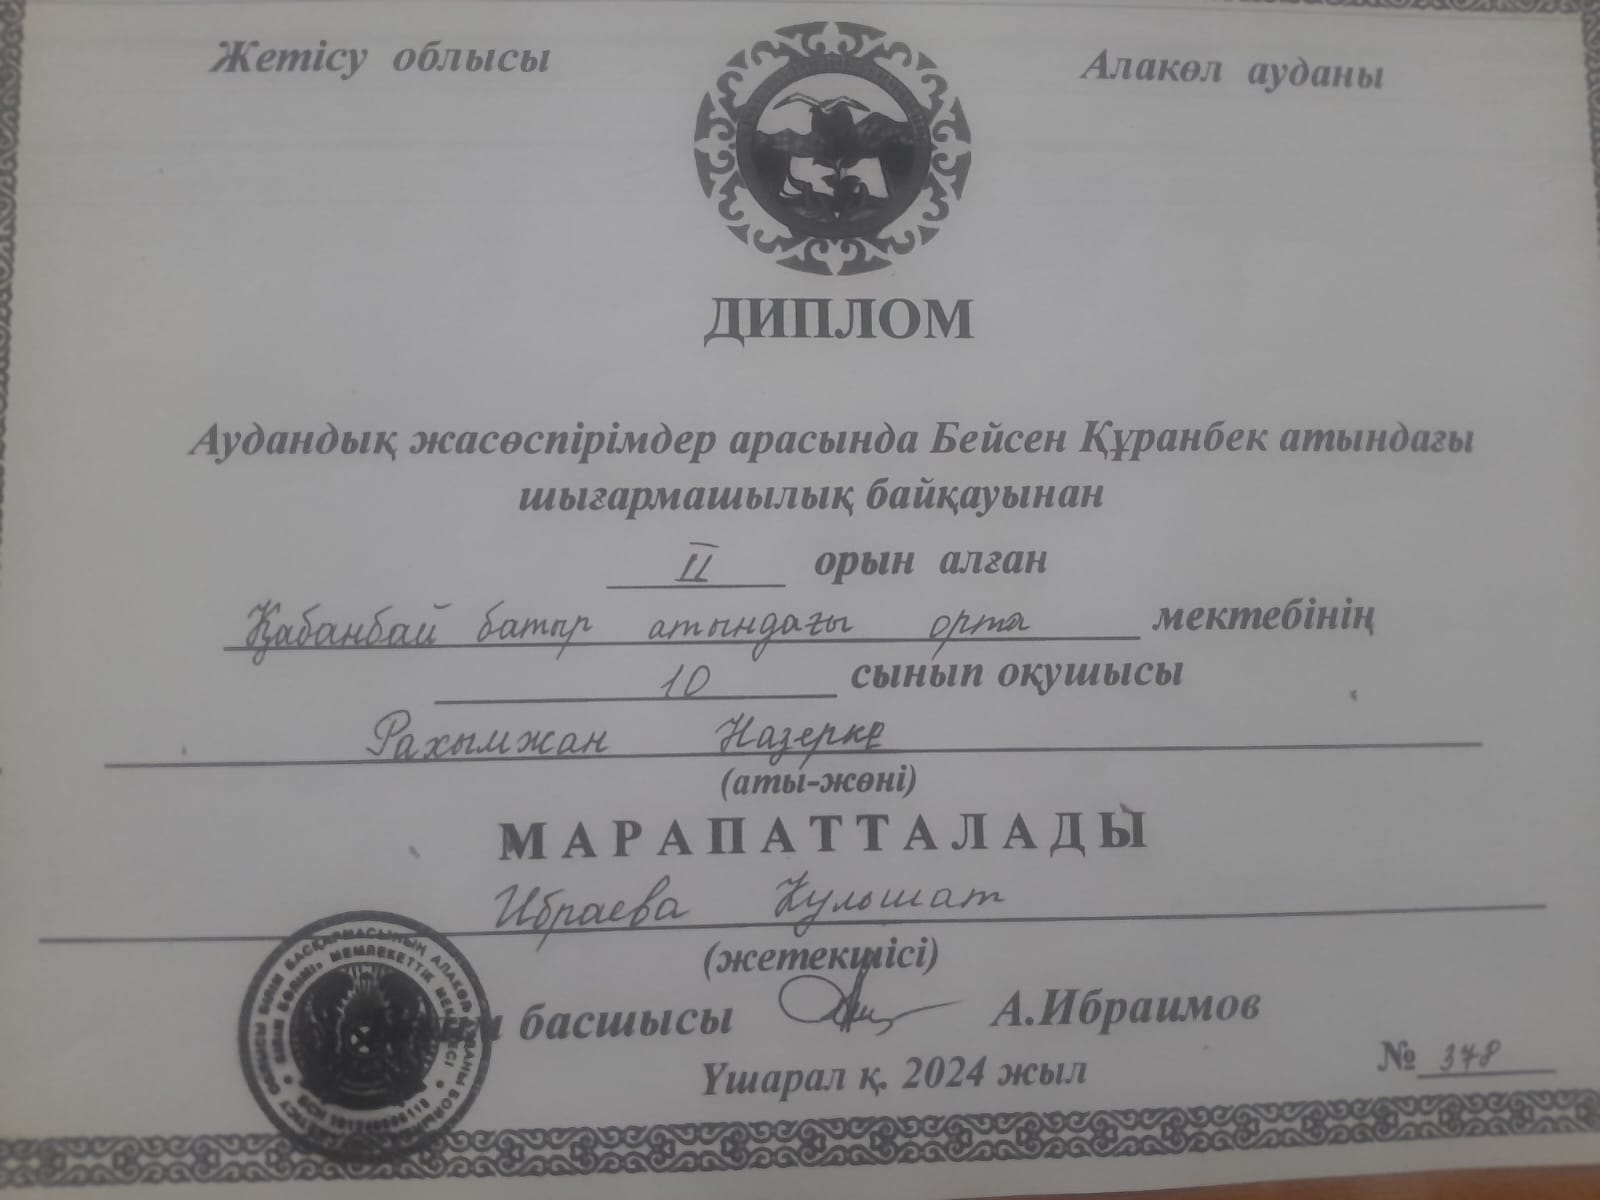 Жетісу облысы
Алакөл ауданы
ДИПЛОМ
Аудандық жасөспірімдер арасында Бейсен Құранбек атындағы
шығармашылық байқауынан
II орын алған
Қабанбай батыр атындағы орта мектебінің
10 сынып оқушысы
Рахымжан Назерке
(аты-жөні)
МАРАПАТТАЛАДЫ
Ибраева Кульшат
(жетекшісі)
басшысы А.Ибраимов
Үшарал қ. 2024 жыл
№ 378